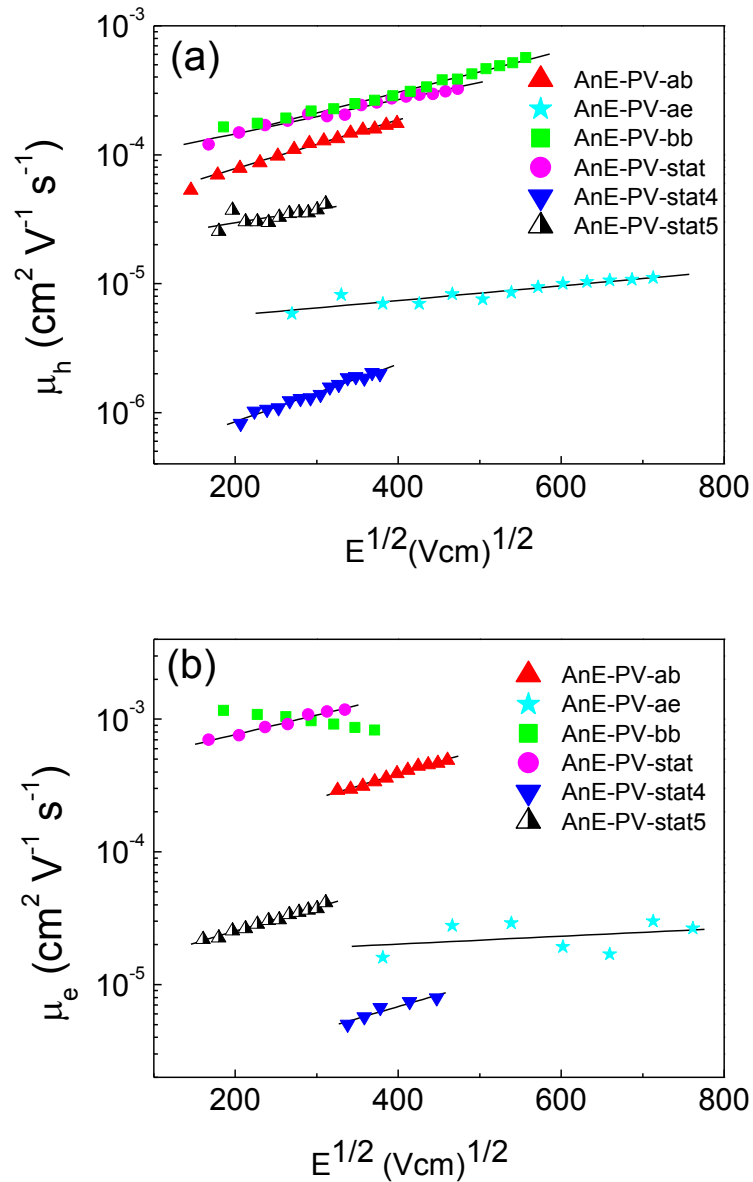 (a)
10⁻³
10⁻⁴
10⁻⁵
10⁻⁶
μₕ (cm² V⁻¹ s⁻¹)
AnE-PV-ab
AnE-PV-ae
AnE-PV-bb
AnE-PV-stat
AnE-PV-stat4
AnE-PV-stat5
200 400 600 800
E¹/²(Vcm)¹/²
(b)
10⁻³
10⁻⁴
10⁻⁵
μₑ (cm² V⁻¹ s⁻¹)
AnE-PV-ab
AnE-PV-ae
AnE-PV-bb
AnE-PV-stat
AnE-PV-stat4
AnE-PV-stat5
200 400 600 800
E¹/² (Vcm)¹/²